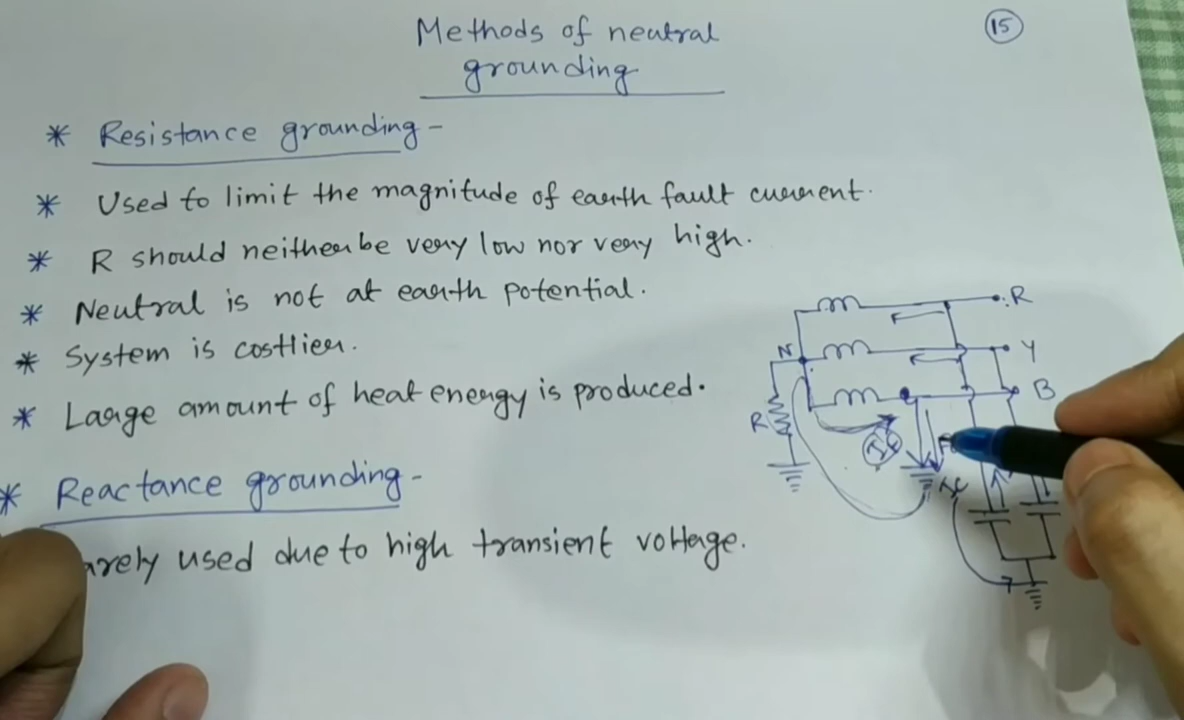 15
Methods of neutral
grounding
* Resistance grounding -
* Used to limit the magnitude of earth fault current.
* R should neither be very low nor very high.
* Neutral is not at earth potential.
* System is costlier.
* Large amount of heat energy is produced.
* Reactance grounding -
used due to high transient voltage.
R
N
Y
B
R